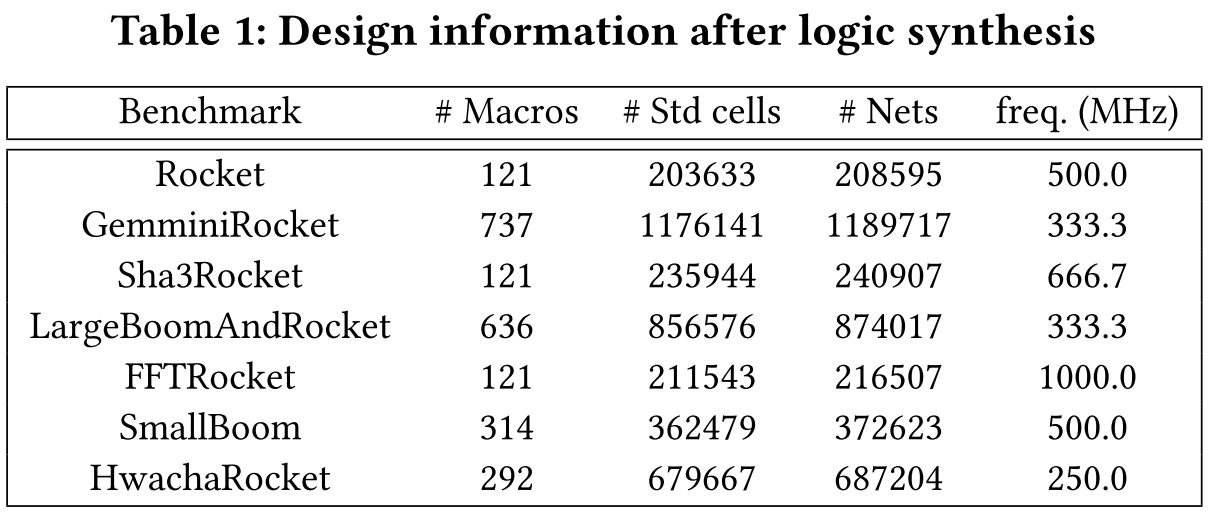 Table 1: Design information after logic synthesis
Benchmark # Macros # Std cells # Nets freq. (MHz)
Rocket 121 203633 208595 500.0
GemminiRocket 737 1176141 1189717 333.3
Sha3Rocket 121 235944 240907 666.7
LargeBoomAndRocket 636 856576 874017 333.3
FFTRocket 121 211543 216507 1000.0
SmallBoom 314 362479 372623 500.0
HwachaRocket 292 679667 687204 250.0